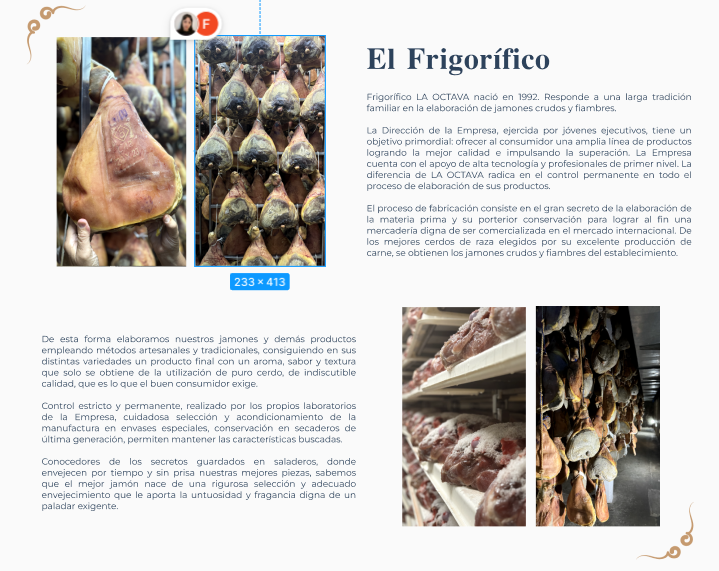 F
El Frigorífico
Frigorífico LA OCTAVA nació en 1992. Responde a una larga tradición
familiar en la elaboración de jamones crudos y fiambres.
La Dirección de la Empresa, ejercida por jóvenes ejecutivos, tiene un
objetivo primordial: ofrecer al consumidor una amplia línea de productos
logrando la mejor calidad e impulsando la superación. La Empresa
cuenta con el apoyo de alta tecnología y profesionales de primer nivel. La
diferencia de LA OCTAVA radica en el control permanente en todo el
proceso de elaboración de sus productos.
El proceso de fabricación consiste en el gran secreto de la elaboración de
la materia prima y su porterior conservación para lograr al fin una
mercadería digna de ser comercializada en el mercado internacional. De
los mejores cerdos de raza elegidos por su excelente producción de
carne, se obtienen los jamones crudos y fiambres del establecimiento.
233 × 413
De esta forma elaboramos nuestros jamones y demás productos
empleando métodos artesanales y tradicionales, consiguiendo en sus
distintas variedades un producto final con un aroma, sabor y textura
que solo se obtiene de la utilización de puro cerdo, de indiscutible
calidad, que es lo que el buen consumidor exige.
Control estricto y permanente, realizado por los propios laboratorios
de la Empresa, cuidadosa selección y acondicionamiento de la
manufactura en envases especiales, conservación en secaderos de
última generación, permiten mantener las características buscadas.
Conocedores de los secretos guardados en saladeros, donde
envejecen por tiempo y sin prisa nuestras mejores piezas, sabemos
que el mejor jamón nace de una rigurosa selección y adecuado
envejecimiento que le aporta la untuosidad y fragancia digna de un
paladar exigente.